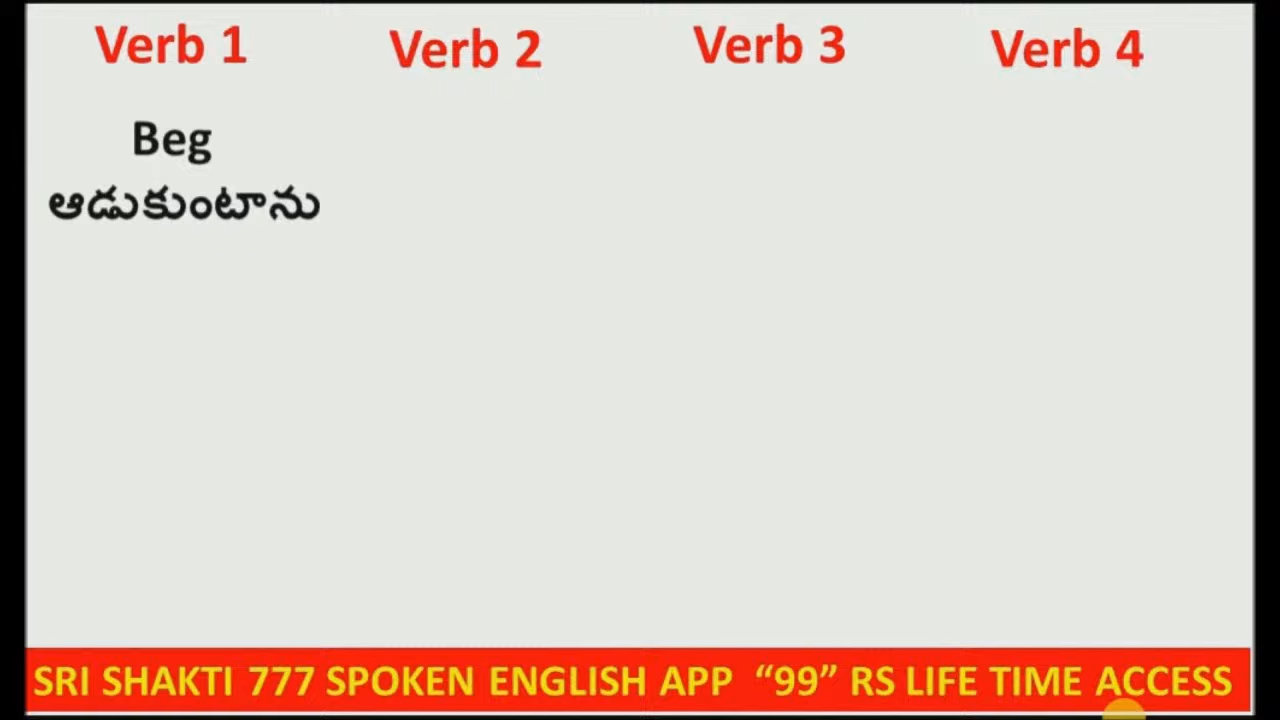 Verb 1 Verb 2 Verb 3 Verb 4
Beg
ఆడుకుంటాను
SRI SHAKTI 777 SPOKEN ENGLISH APP “99” RS LIFE TIME ACCESS